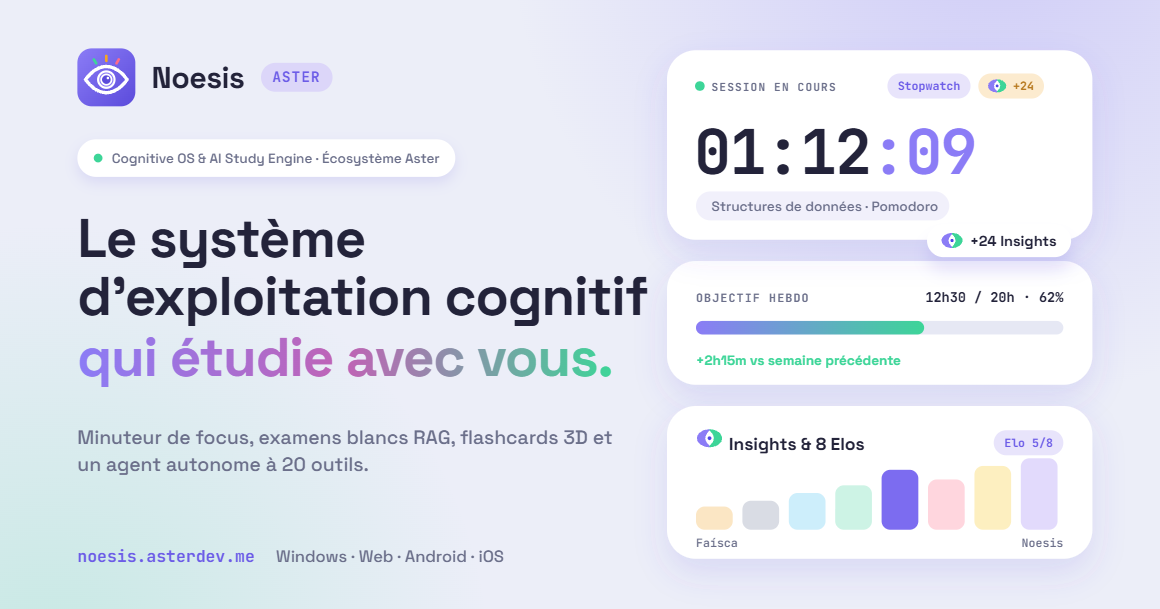 Noesis
ASTER
Cognitive OS & AI Study Engine · Écosystème Aster
Le système
d’exploitation cognitif
qui étudie avec vous.
Minuteur de focus, examens blancs RAG, flashcards 3D et
un agent autonome à 20 outils.
noesis.asterdev.me
Windows · Web · Android · iOS
SESSION EN COURS
Stopwatch
+24
01:12:09
Structures de données · Pomodoro
+24 Insights
OBJECTIF HEBDO
12h30 / 20h · 62%
+2h15m vs semaine précédente
Insights & 8 Elos
Elo 5/8
Faísca
Noesis